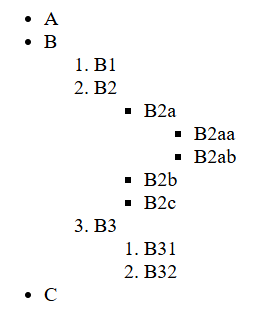 • A
• B
1. B1
2. B2
▪ B2a
▪ B2aa
▪ B2ab
▪ B2b
▪ B2c
3. B3
1. B31
2. B32
• C